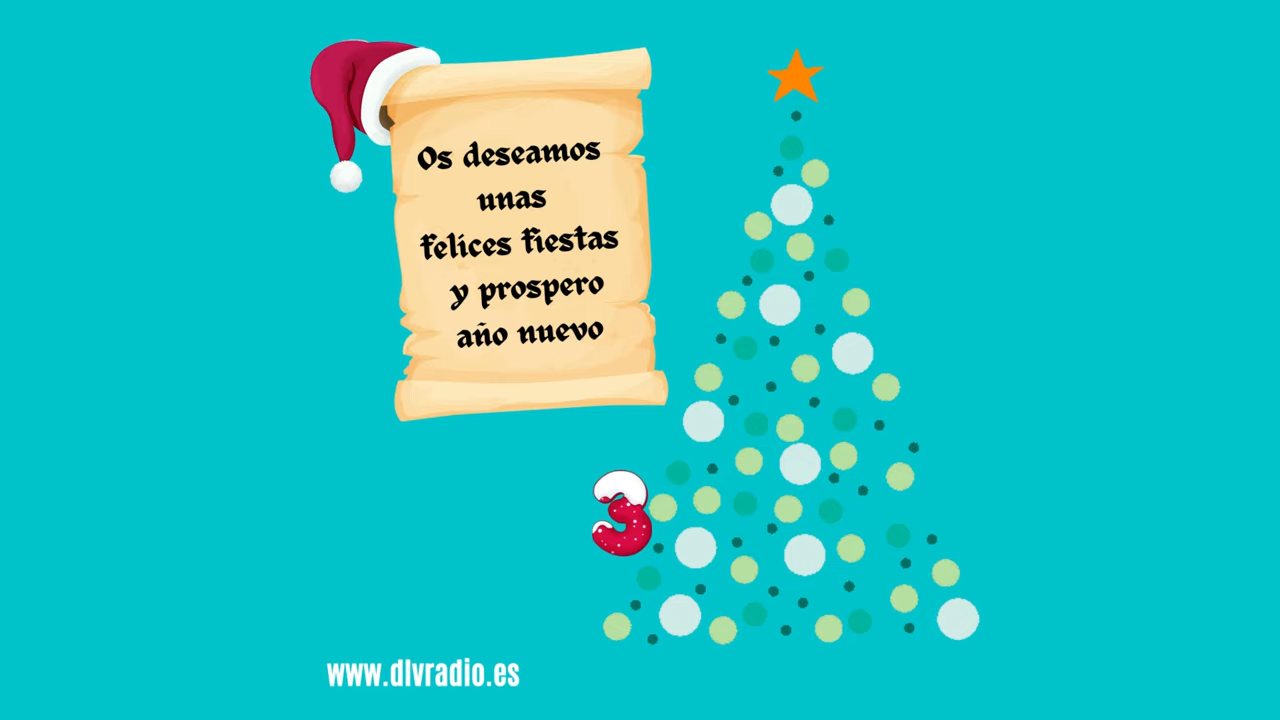 Os deseamos
unas
felices fiestas
y prospero
año nuevo
3
www.dlvradio.es